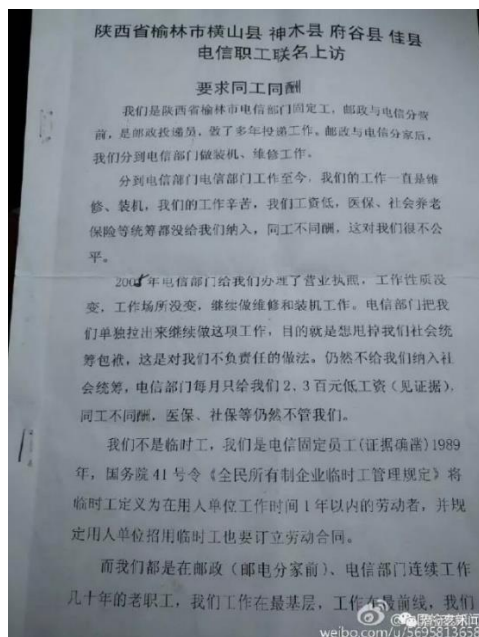 陕西省榆林市横山县 神木县 府谷县 佳县
电信职工联名上访
要求同工同酬
我们是陕西省榆林市电信部门固定工,邮政与电信分营
前,是邮政投递员,做了多年投递工作。邮政与电信分家后,
我们分到电信部门做装机、维修工作。
分到电信部门电信部门工作至今,我们的工作一直是维
修、装机,我们的工作辛苦,我们工资低,医保、社会养老
保险等统筹都没给我们纳入,同工不同酬,这对我们很不公
平。
2005年电信部门给我们办理了营业执照,工作性质没
变,工作场所没变,继续做维修和装机工作。电信部门把我
们单独拉出来继续做这项工作,目的就是想甩掉我们社会统
筹包袱,这是对我们不负责任的做法。仍然不给我们纳入社
会统筹,电信部门每月只给我们2、3百元低工资(见证据),
同工不同酬,医保、社保等仍然不管我们。
我们不是临时工,我们是电信固定员工(证据确凿)1989
年,国务院41号令《全民所有制企业临时工管理规定》将
临时工定义为在用人单位工作时间1年以内的劳动者,并规
定用人单位招用临时工也要订立劳动合同。
而我们都是在邮政(邮电分家前)、电信部门连续工作
几十年的老职工,我们工作在最基层,工作在最前线,我们
weibo.com/u/5695813658